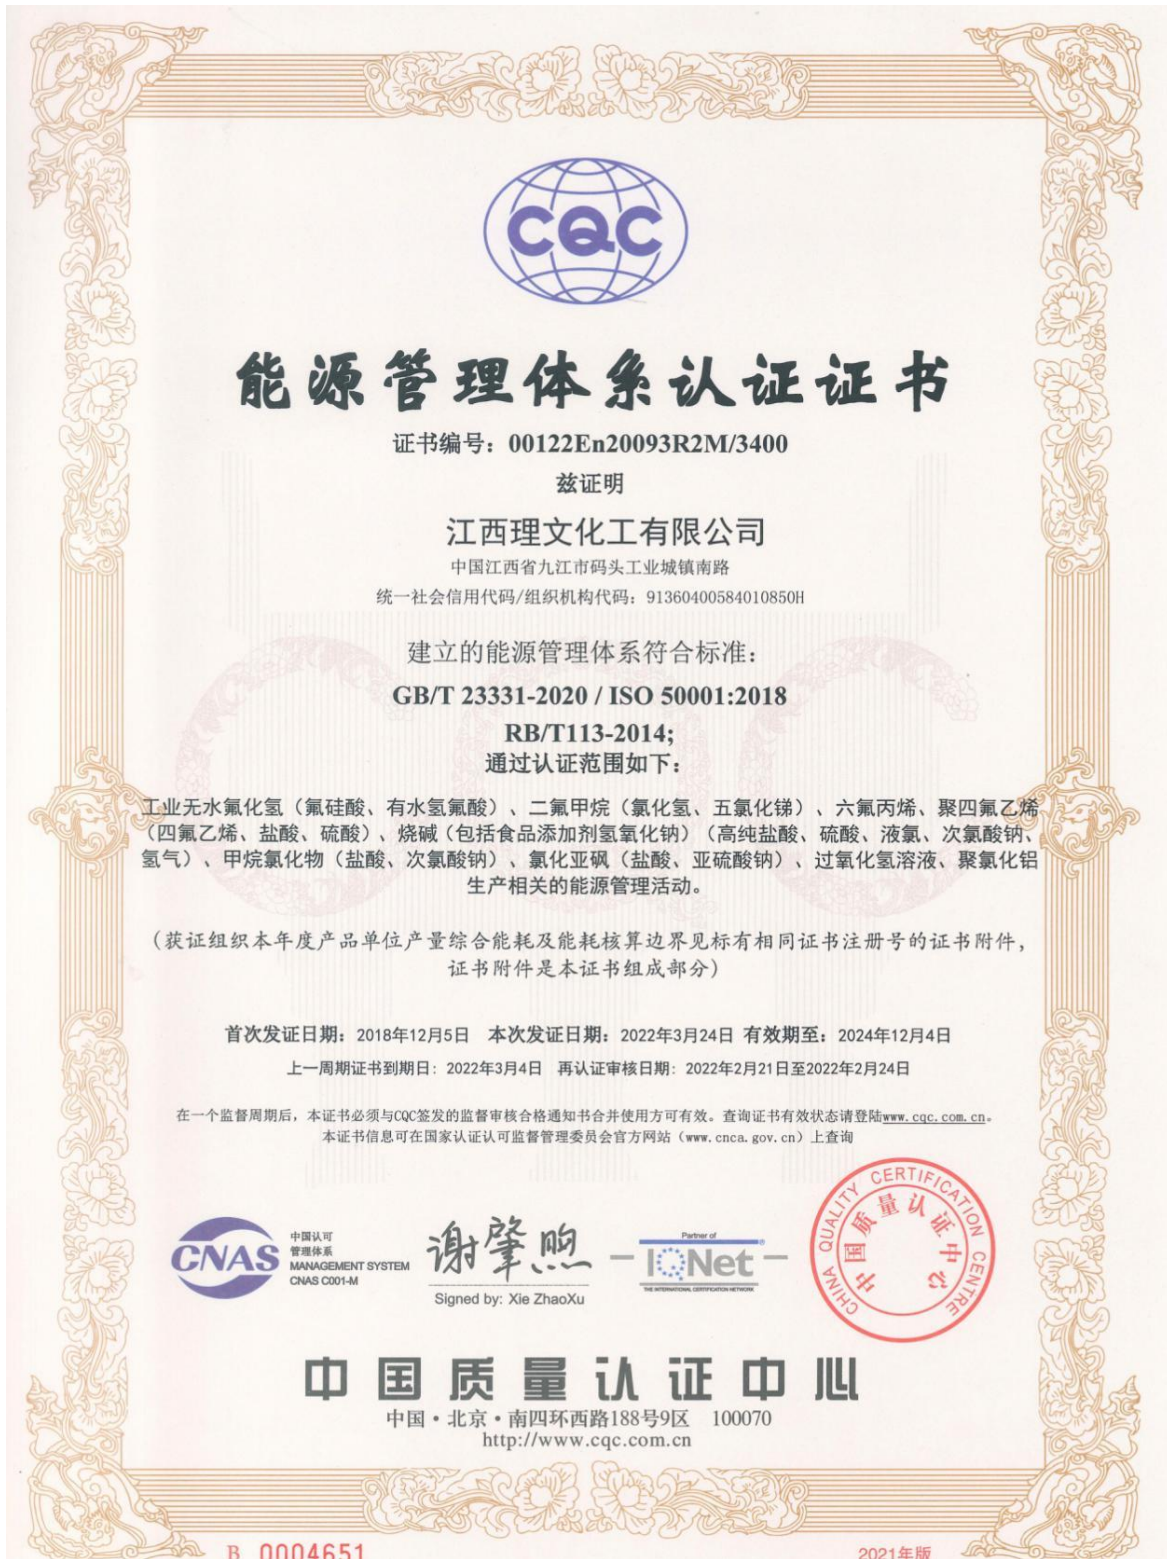 CQC
能源管理体系认证证书
证书编号：00122En20093R2M/3400
兹证明
江西理文化工有限公司
中国江西省九江市码头工业城镇南路
统一社会信用代码/组织机构代码：91360400584010850H
建立的能源管理体系符合标准：
GB/T 23331-2020 / ISO 50001:2018
RB/T113-2014;
通过认证范围如下：
工业无水氟化氢（氟硅酸、有水氢氟酸）、二氟甲烷（氯化氢、五氯化锑）、六氟丙烯、聚四氟乙烯
（四氟乙烯、盐酸、硫酸）、烧碱（包括食品添加剂氢氧化钠）（高纯盐酸、硫酸、液氯、次氯酸钠、
氢气）、甲烷氯化物（盐酸、次氯酸钠）、氯化亚砜（盐酸、亚硫酸钠）、过氧化氢溶液、聚氯化铝
生产相关的能源管理活动。
（获证组织本年度产品单位产量综合能耗及能耗核算边界见标有相同证书注册号的证书附件，
证书附件是本证书组成部分）
首次发证日期：2018年12月5日 本次发证日期：2022年3月24日 有效期至：2024年12月4日
上一周期证书到期日：2022年3月4日 再认证审核日期：2022年2月21日至2022年2月24日
在一个监督周期后，本证书必须与CQC签发的监督审核合格通知书合并使用方可有效。查询证书有效状态请登陆www.cqc.com.cn。
本证书信息可在国家认证认可监督管理委员会官方网站（www.cnca.gov.cn）上查询
CNAS
中国认可
管理体系
MANAGEMENT SYSTEM
CNAS C001-M
谢肇煦
Signed by: Xie ZhaoXu
Partner of
IQNet ®
THE INTERNATIONAL CERTIFICATION NETWORK
CHINA QUALITY CERTIFICATION CENTRE
中国质量认证中心
中国质量认证中心
中国·北京·南四环西路188号9区 100070
http://www.cqc.com.cn
B 0004651
2021年版